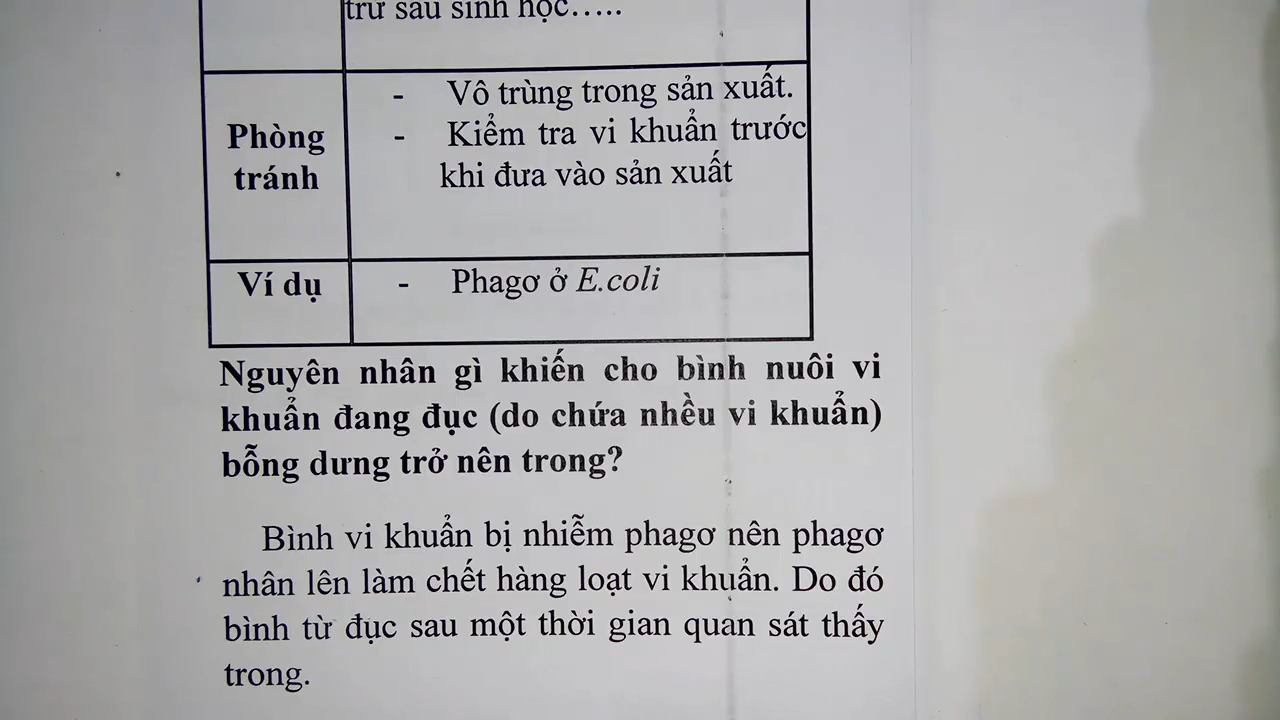 trừ sâu sinh học…..
- Vô trùng trong sản xuất.
Phòng tránh
- Kiểm tra vi khuẩn trước
khi đưa vào sản xuất
Ví dụ
- Phagơ ở E.coli
Nguyên nhân gì khiến cho bình nuôi vi
khuẩn đang đục (do chứa nhều vi khuẩn)
bỗng dưng trở nên trong?
Bình vi khuẩn bị nhiễm phagơ nên phagơ
nhân lên làm chết hàng loạt vi khuẩn. Do đó
bình từ đục sau một thời gian quan sát thấy
trong.